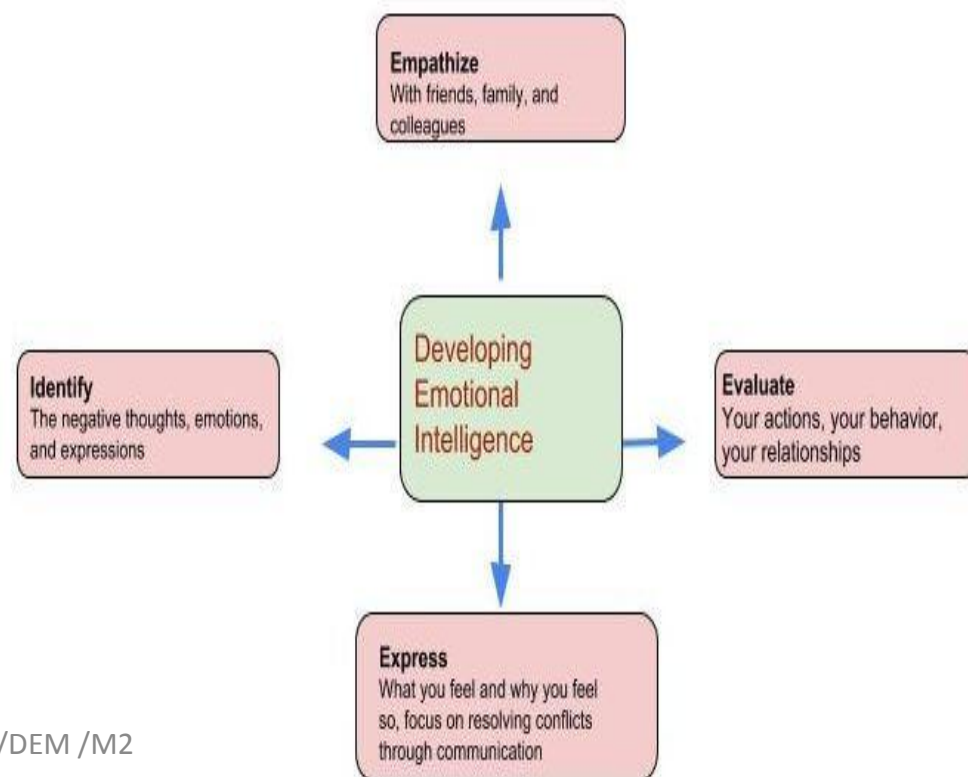 Empathize
With friends, family, and
colleagues
Developing
Emotional
Intelligence
Identify
The negative thoughts, emotions,
and expressions
Evaluate
Your actions, your behavior,
your relationships
Express
What you feel and why you feel
so, focus on resolving conflicts
through communication
/DEM /M2